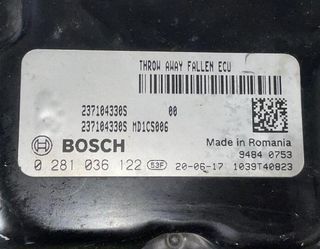 THROW AWAY FALLEN ECU
237104330S 00
237104330S MD1CS006
BOSCH Made in Romania
9484 0753
0 281 036 122 53F 20-06-17 1039T40823